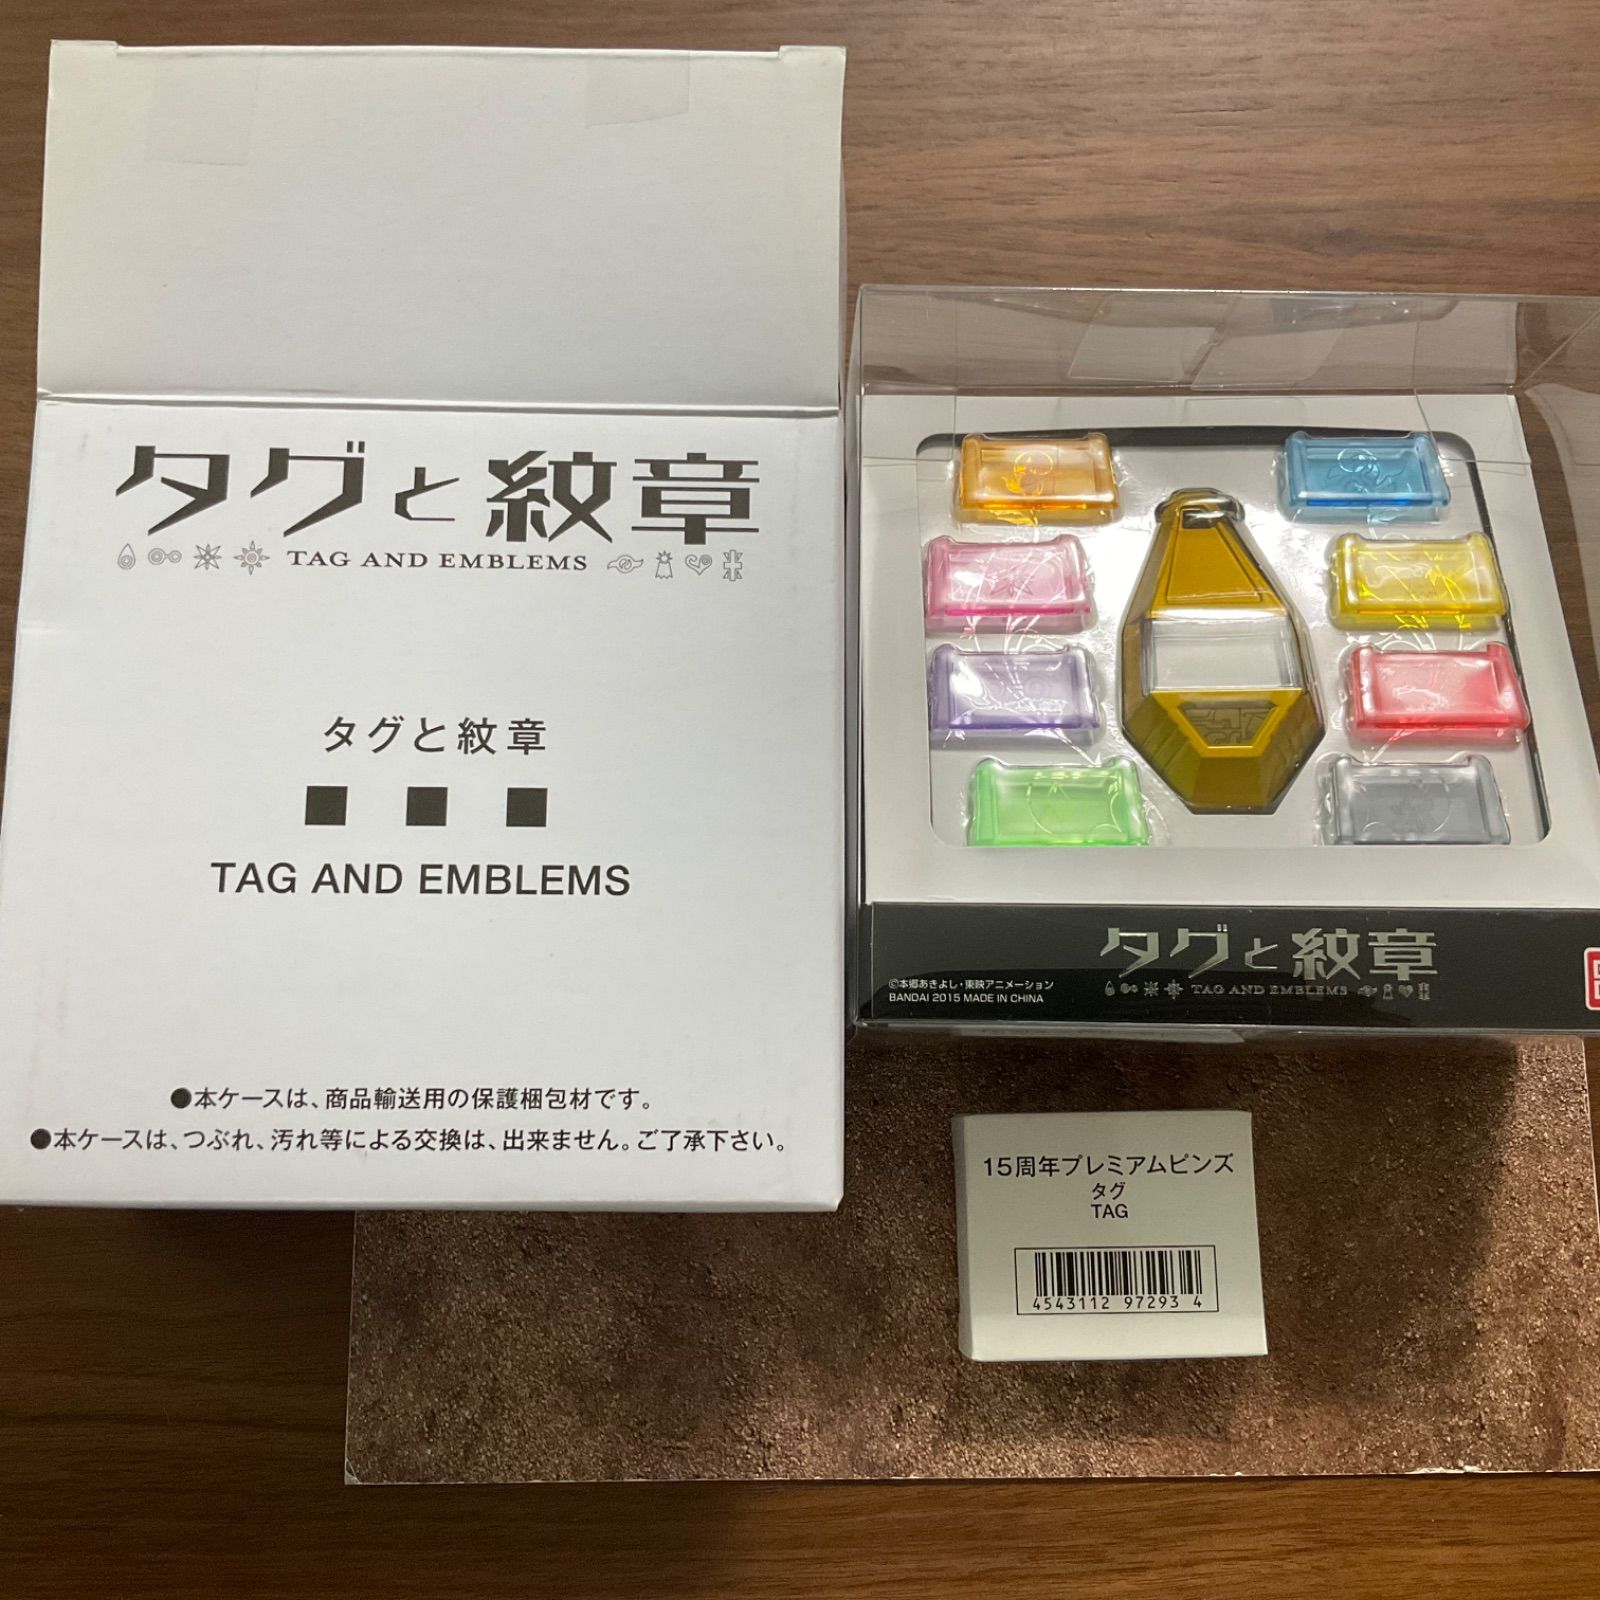 タグと紋章
TAG AND EMBLEMS
タグと紋章
■ ■ ■
TAG AND EMBLEMS
●本ケースは、商品輸送用の保護梱包材です。
●本ケースは、つぶれ、汚れ等による交換は、出来ません。ご了承下さい。
タグと紋章
TAG AND EMBLEMS
©本郷あきよし・東映アニメーション
BANDAI 2015 MADE IN CHINA
15周年プレミアムピンズ
タグ
TAG
4543112 97293 4